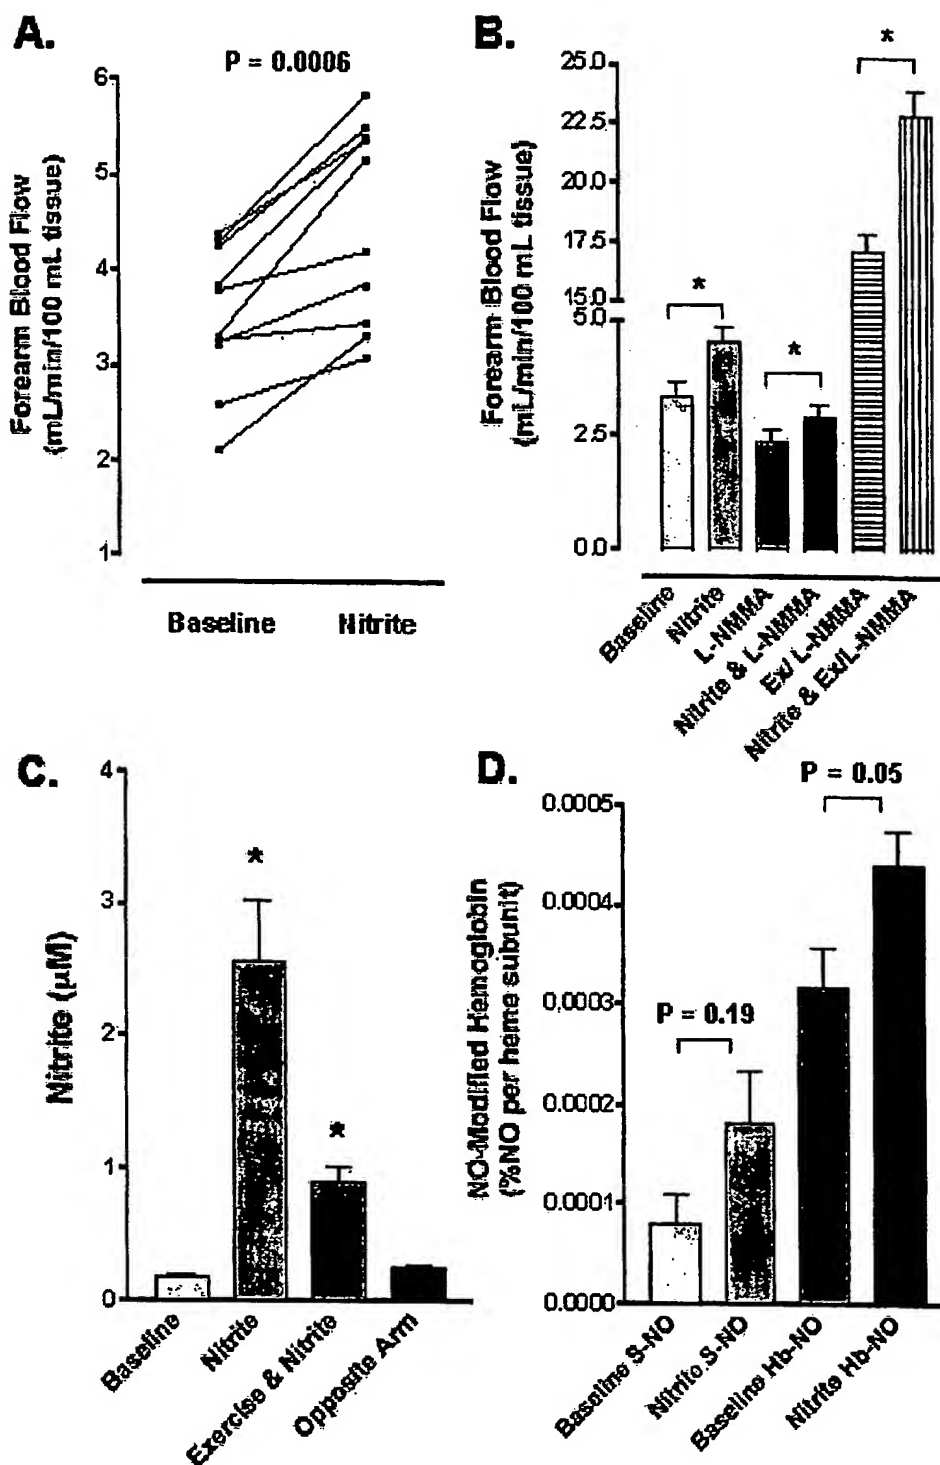 A.
P = 0.0006
Forearm Blood Flow
(mL/min/100 mL tissue)
6
5
4
3
2
1
Baseline
Nitrite
B.
*
*
*
Forearm Blood Flow
(mL/min/100 mL tissue)
25.0
22.5
20.0
17.5
15.0
5.0
2.5
0.0
Baseline
Nitrite
L-NMMA
Nitrite & L-NMMA
Ex/ L-NMMA
Nitrite & Ex/L-NMMA
C.
*
*
Nitrite (µM)
4
3
2
1
0
Baseline
Nitrite
Exercise & Nitrite
Opposite Arm
D.
P = 0.05
P = 0.19
NO-Modified Hemoglobin
(%NO per heme subunit)
0.0005
0.0004
0.0003
0.0002
0.0001
0.0000
Baseline S-NO
Nitrite S-NO
Baseline Hb-NO
Nitrite Hb-NO